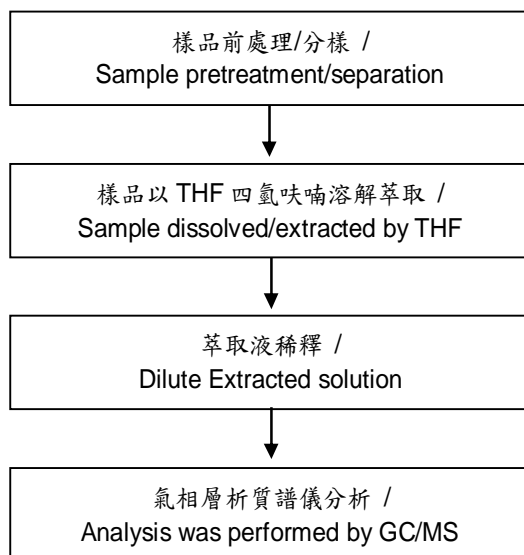 樣品前處理/分樣 /
Sample pretreatment/separation
樣品以 THF 四氫呋喃溶解萃取 /
Sample dissolved/extracted by THF
萃取液稀釋 /
Dilute Extracted solution
氣相層析質譜儀分析 /
Analysis was performed by GC/MS